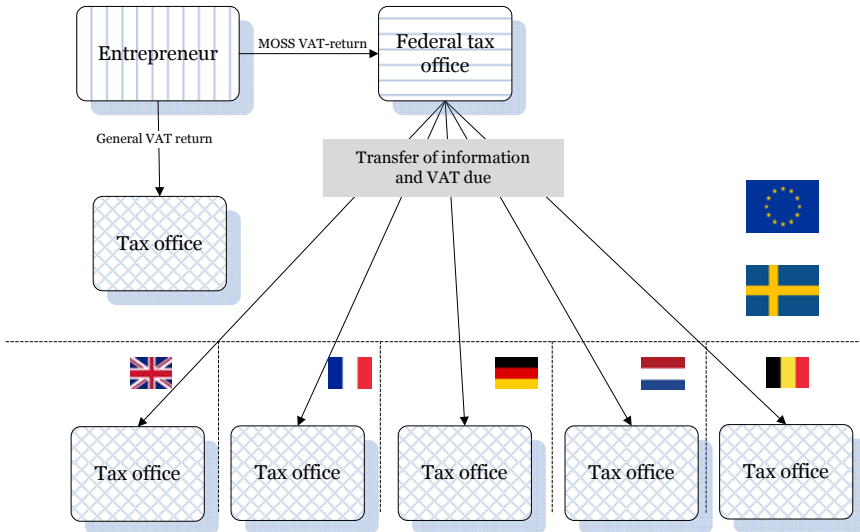 Entrepreneur
MOSS VAT-return
Federal tax
office
General VAT return
Transfer of information
and VAT due
Tax office
Tax office
Tax office
Tax office
Tax office
Tax office